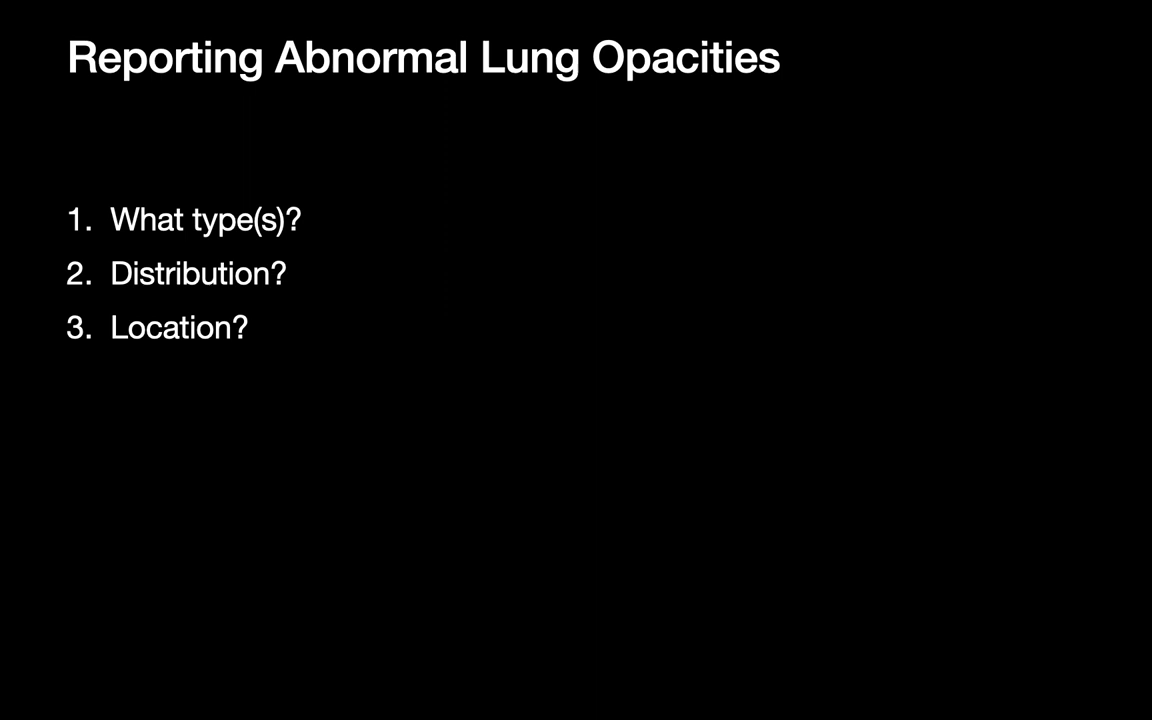 Reporting Abnormal Lung Opacities
1. What type(s)?
2. Distribution?
3. Location?